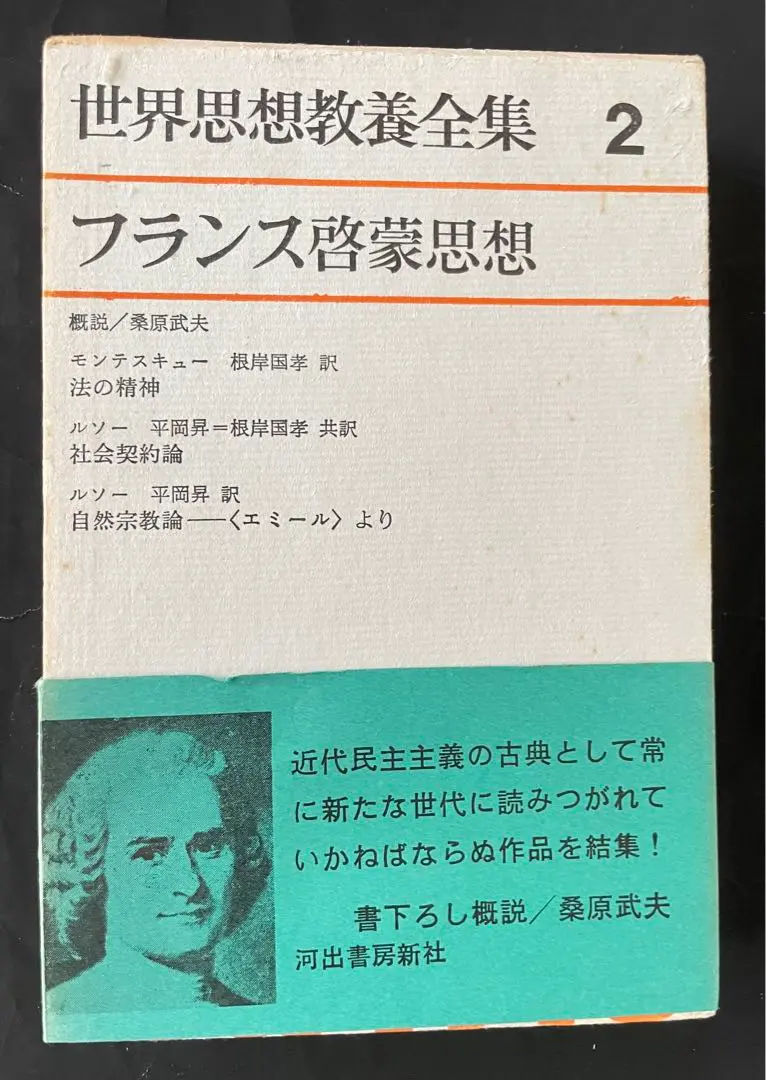 世界思想教養全集 2
フランス啓蒙思想
概説/桑原武夫
モンテスキュー 根岸国孝 訳
法の精神
ルソー 平岡昇=根岸国孝 共訳
社会契約論
ルソー 平岡昇 訳
自然宗教論──〈エミール〉より
近代民主主義の古典として常
に新たな世代に読みつがれて
いかねばならぬ作品を結集!
書下ろし概説/桑原武夫
河出書房新社